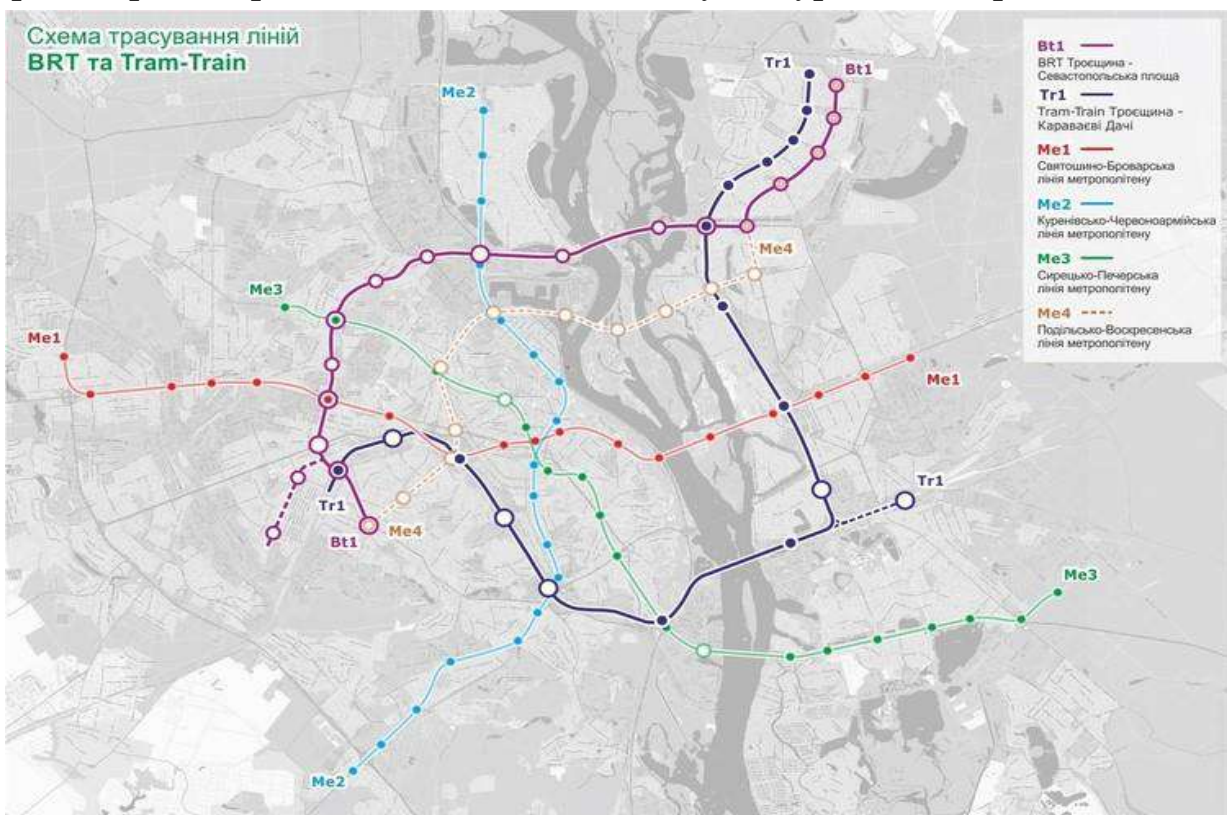 Схема трасування ліній
BRT та Tram-Train
Bt1
BRT Троєщина -
Севастопольська площа
Tr1
Tram-Train Троєщина -
Караваєві Дачі
Me1
Святошино-Броварська
лінія метрополітену
Me2
Куренівсько-Червоноармійська
лінія метрополітену
Me3
Сирецько-Печерська
лінія метрополітену
Me4
Подільсько-Воскресенська
лінія метрополітену
Tr1
Bt1
Me2
Me4
Me3
Me1
Me1
Tr1
Tr1
Bt1
Me4
Me3
Me2